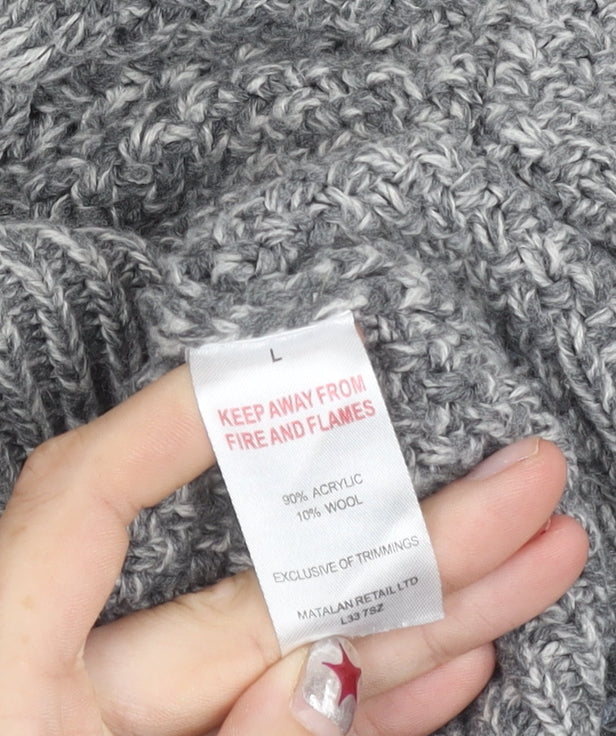 L
KEEP AWAY FROM
FIRE AND FLAMES
90% ACRYLIC
10% WOOL
EXCLUSIVE OF TRIMMINGS
MATALAN RETAIL LTD
L33 7SZ